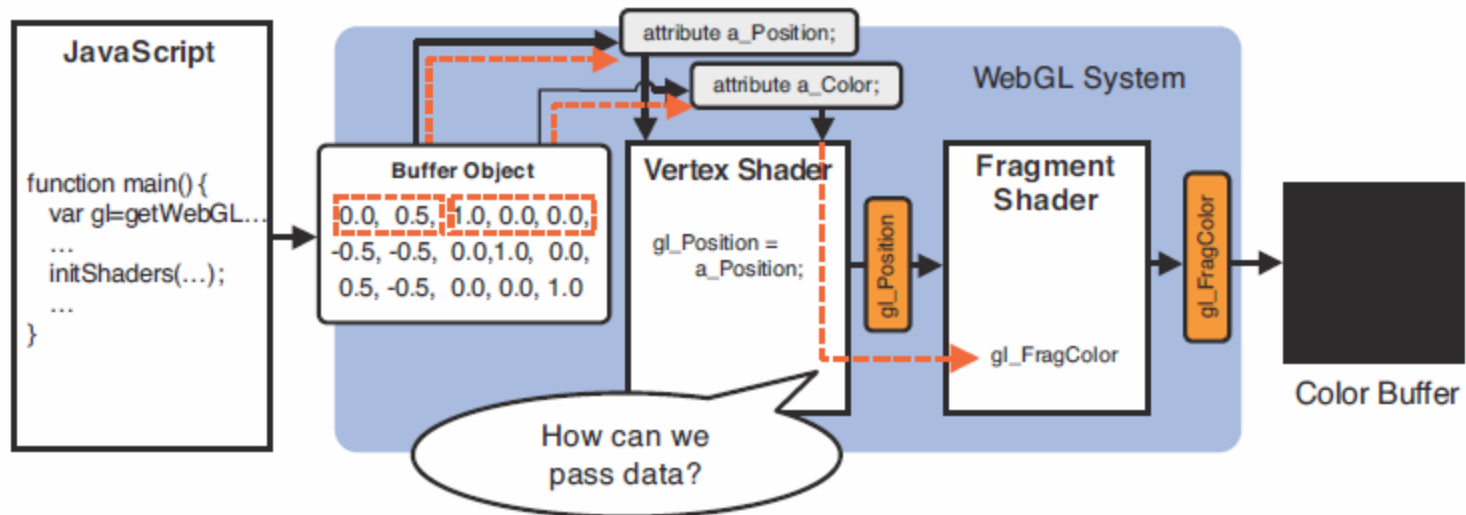 JavaScript
function main() {
var gl=getWebGL…
…
initShaders(…);
…
}
attribute a_Position;
attribute a_Color;
WebGL System
Buffer Object
0.0, 0.5, 1.0, 0.0, 0.0,
-0.5, -0.5, 0.0,1.0, 0.0,
0.5, -0.5, 0.0, 0.0, 1.0
Vertex Shader
gl_Position =
a_Position;
gl_Position
Fragment
Shader
gl_FragColor
gl_FragColor
Color Buffer
How can we
pass data?